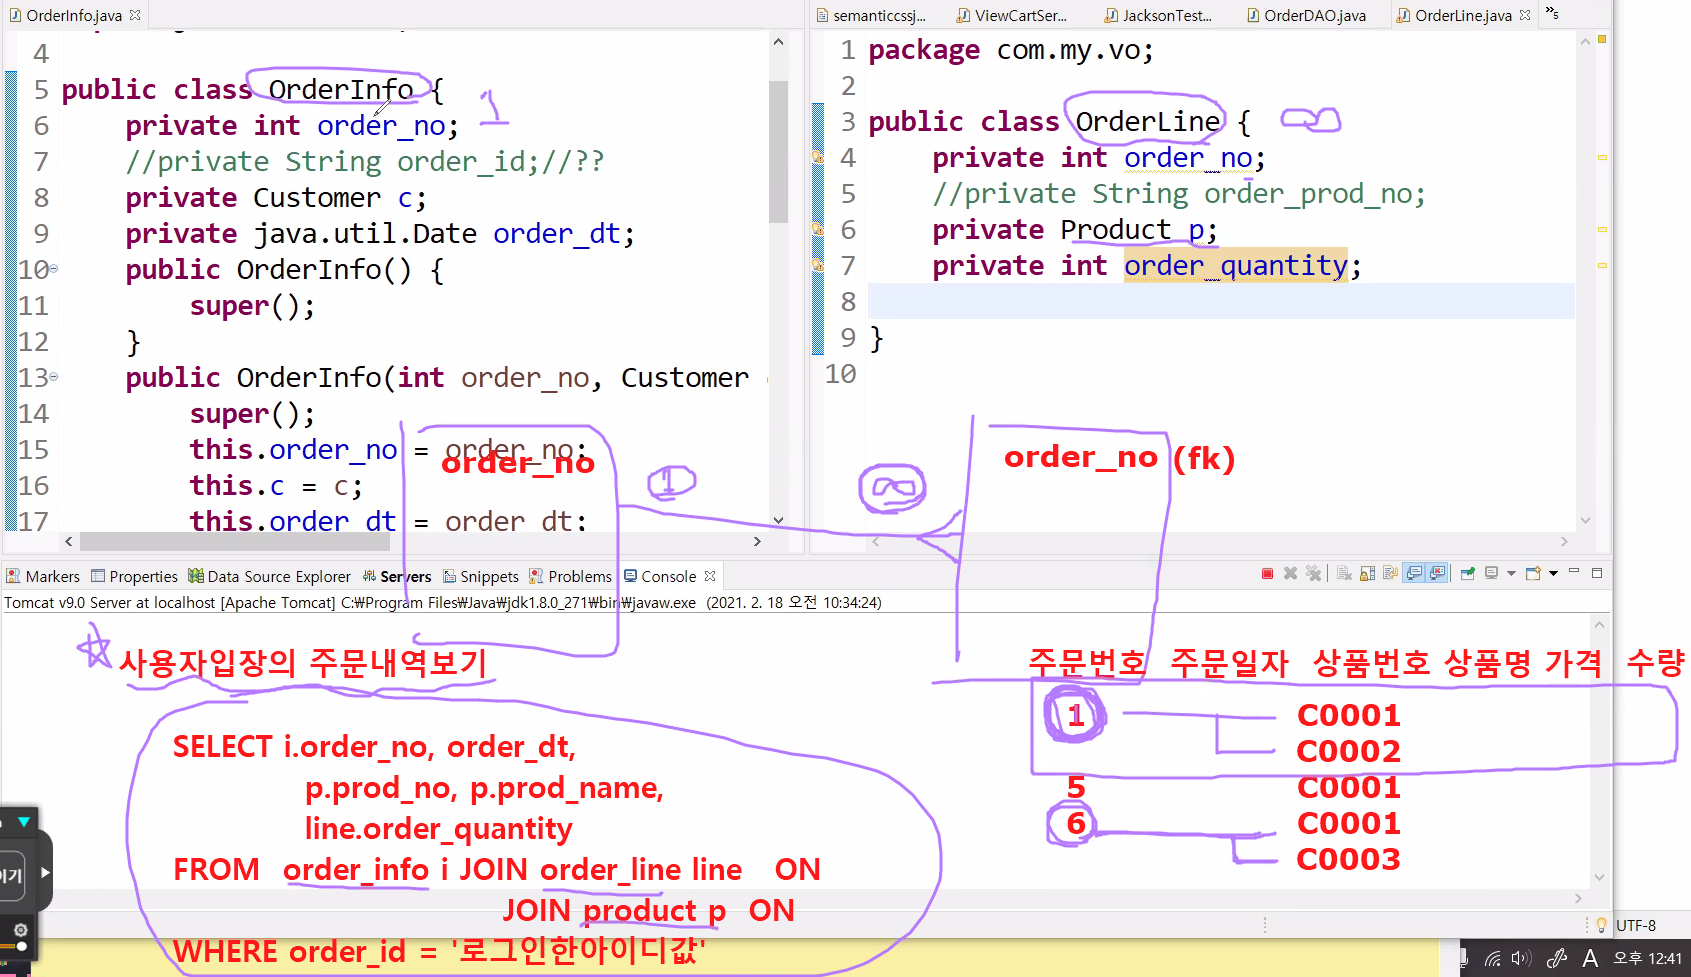 OrderInfo.java
4
5 public class OrderInfo {
6 private int order_no;
7 //private String order_id;//??
8 private Customer c;
9 private java.util.Date order_dt;
10 public OrderInfo() {
11 super();
12 }
13 public OrderInfo(int order_no, Customer
14 super();
15 this.order_no = order_no;
16 this.c = c;
17 this.order_dt = order_dt;
1
semanticcssj... ViewCartSer... JacksonTest... OrderDAO.java OrderLine.java »5
1 package com.my.vo;
2
3 public class OrderLine {
4 private int order_no;
5 //private String order_prod_no;
6 private Product p;
7 private int order_quantity;
8
9 }
10
∞
order_no
1
∞
order_no (fk)
Markers Properties Data Source Explorer Servers Snippets Problems Console
Tomcat v9.0 Server at localhost [Apache Tomcat] C:₩Program Files₩Java₩jdk1.8.0_271₩bin₩javaw.exe (2021. 2. 18 오전 10:34:24)
사용자입장의 주문내역보기
SELECT i.order_no, order_dt,
p.prod_no, p.prod_name,
line.order_quantity
FROM order_info i JOIN order_line line ON
JOIN product p ON
WHERE order_id = '로그인한아이디값'
주문번호 주문일자 상품번호 상품명 가격 수량
1 C0001
C0002
5 C0001
6 C0001
C0003
이기
UTF-8
A 오후 12:41